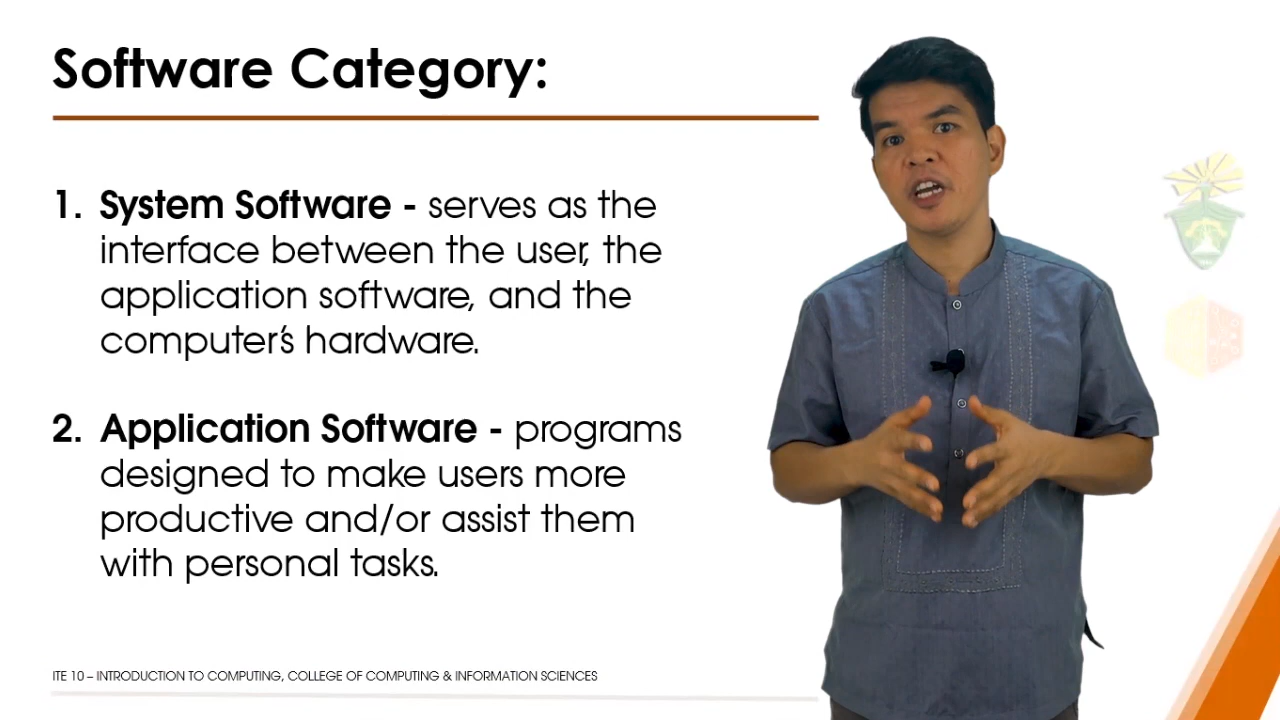 Software Category:
1. System Software - serves as the
interface between the user, the
application software, and the
computer's hardware.
2. Application Software - programs
designed to make users more
productive and/or assist them
with personal tasks.
ITE 10 – INTRODUCTION TO COMPUTING, COLLEGE OF COMPUTING & INFORMATION SCIENCES